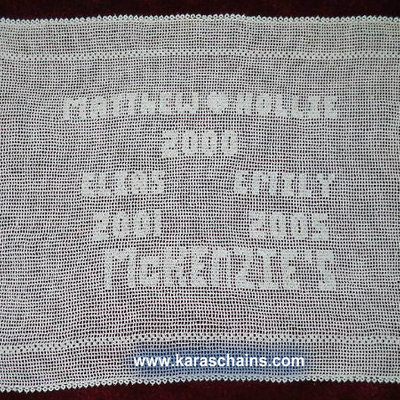 MATTHEW ♥ HOLLIE
2000
ELIAS EMILY
2001 2005
McKENZIE'S
www.karaschains.com